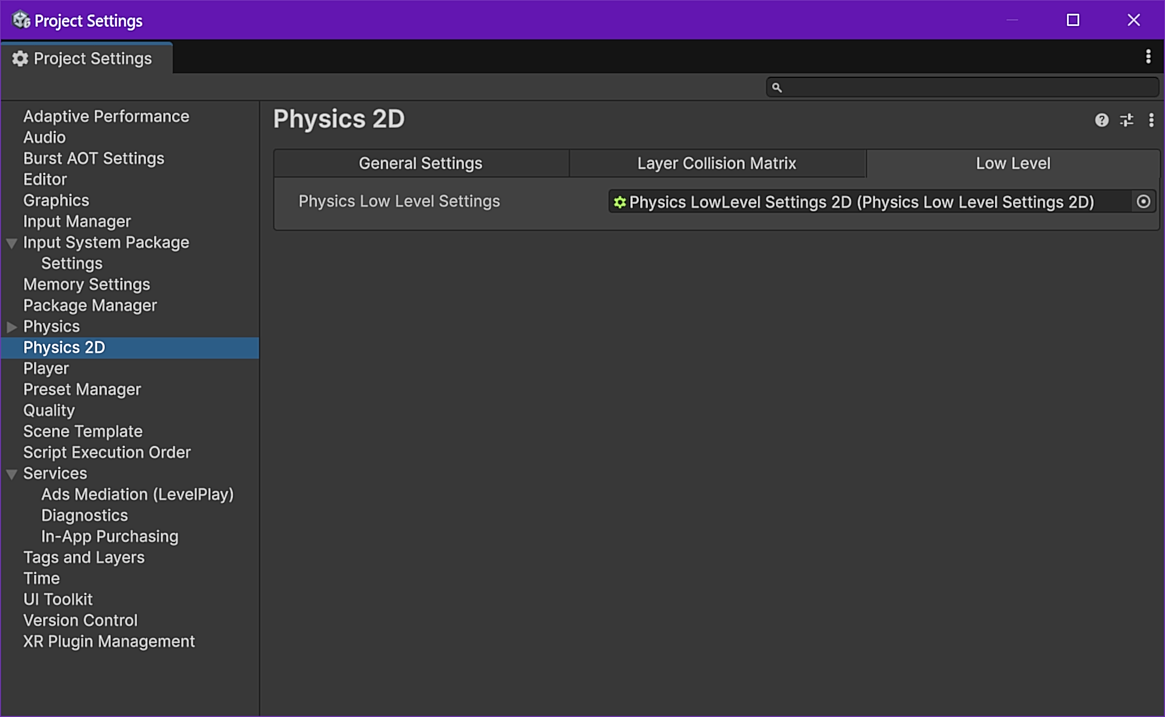 Project Settings
Project Settings
Adaptive Performance
Audio
Burst AOT Settings
Editor
Graphics
Input Manager
Input System Package
Settings
Memory Settings
Package Manager
Physics
Physics 2D
Player
Preset Manager
Quality
Scene Template
Script Execution Order
Services
Ads Mediation (LevelPlay)
Diagnostics
In-App Purchasing
Tags and Layers
Time
UI Toolkit
Version Control
XR Plugin Management
Physics 2D
General Settings Layer Collision Matrix Low Level
Physics Low Level Settings Physics LowLevel Settings 2D (Physics Low Level Settings 2D)